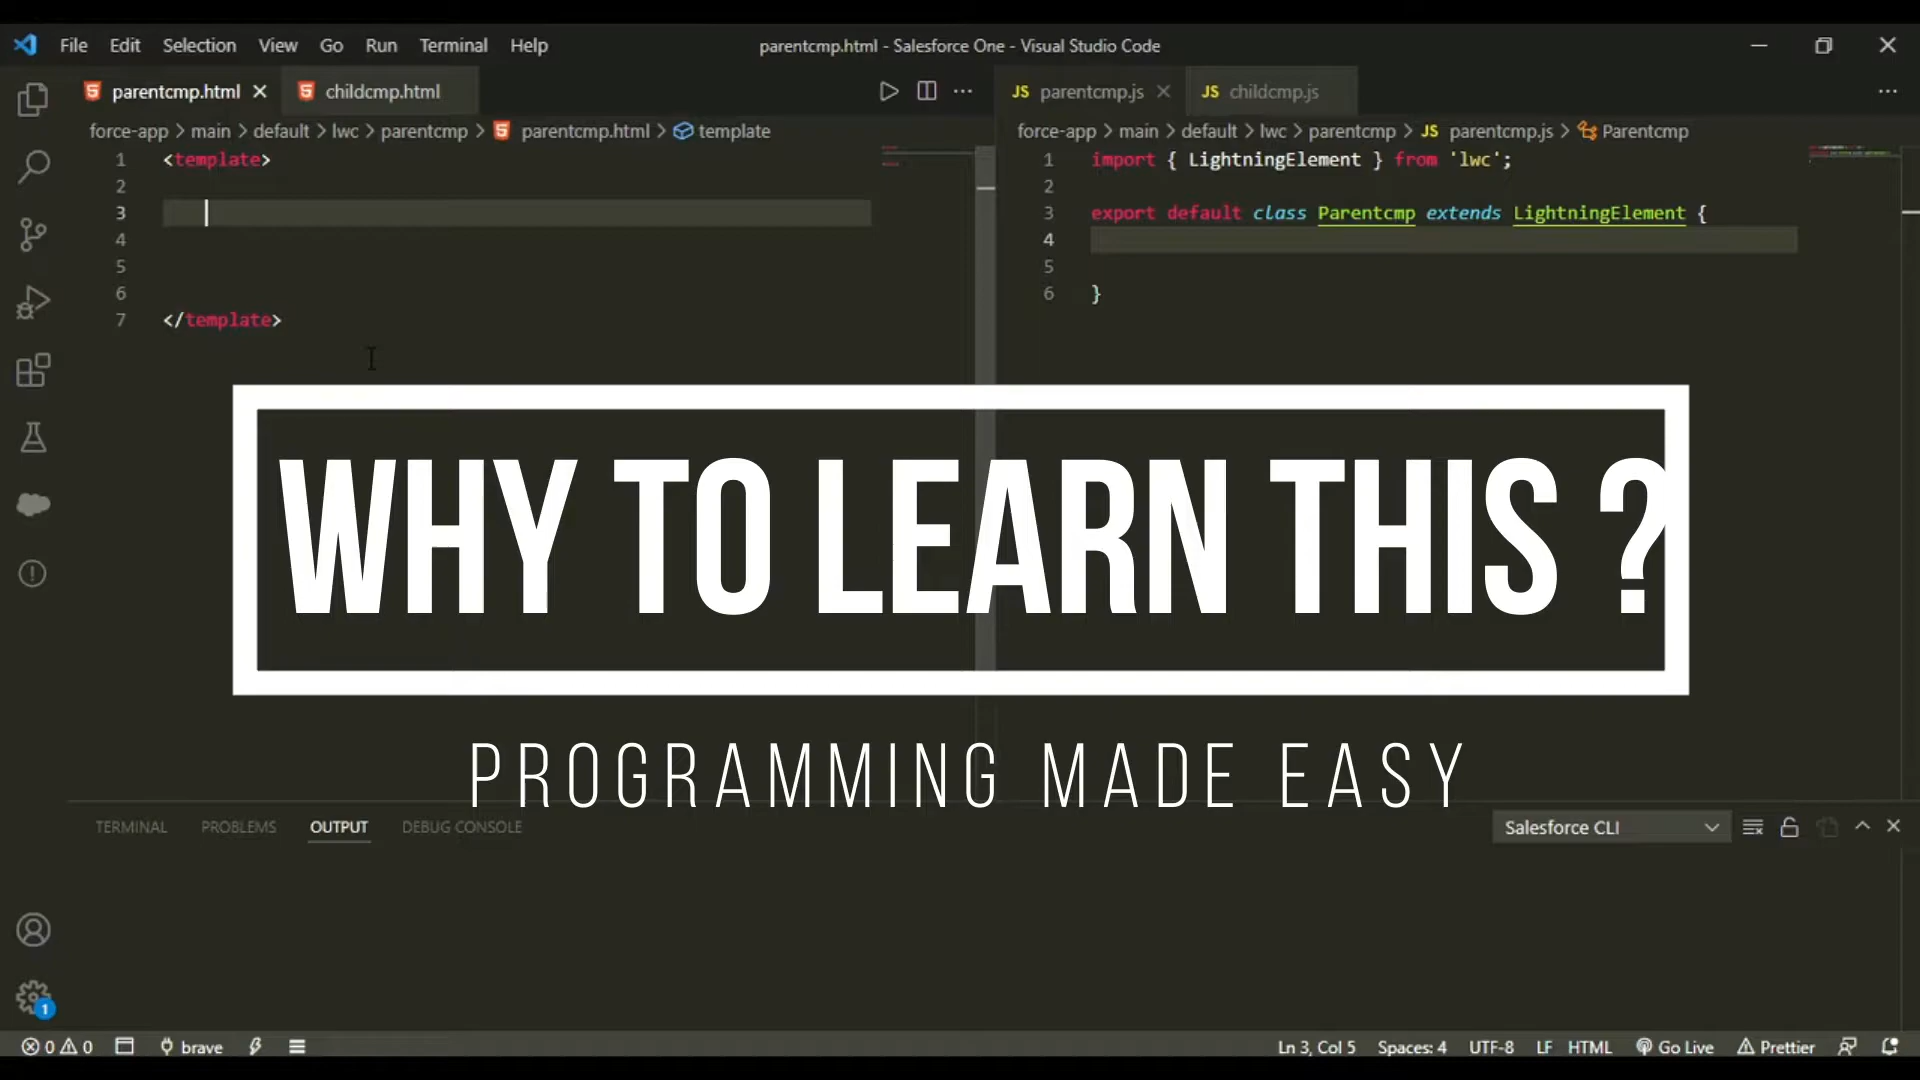 File Edit Selection View Go Run Terminal Help
parentcmp.html - Salesforce One - Visual Studio Code
parentcmp.html childcmp.html
force-app > main > default > lwc > parentcmp > parentcmp.html > template
1 <template>
2
3
4
5
6
7 </template>
JS parentcmp.js JS childcmp.js
force-app > main > default > lwc > parentcmp > JS parentcmp.js > Parentcmp
1 import { LightningElement } from 'lwc';
2
3 export default class Parentcmp extends LightningElement {
4
5
6 }
WHY TO LEARN THIS ?
PROGRAMMING MADE EASY
TERMINAL PROBLEMS OUTPUT DEBUG CONSOLE
Salesforce CLI
1
0 0 brave
Ln 3, Col 5 Spaces: 4 UTF-8 LF HTML Go Live Prettier